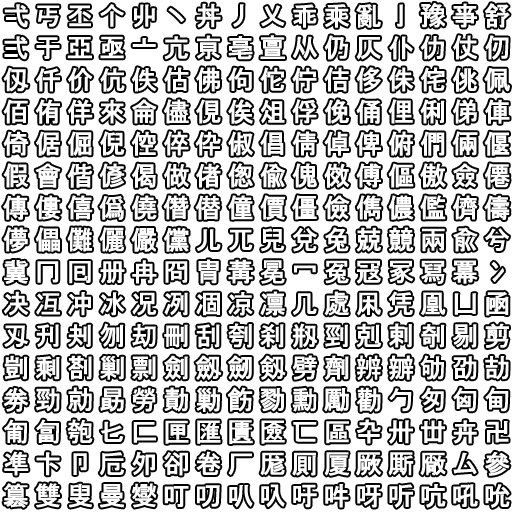 弌丐丕个丱丶丼丿乂乖乘亂亅豫亊舒
弍于亞亟亠亢亰亳亶从仍仄仆仂仗仞
仭仟价伉佚估佛佝佗佇佶侈侏侘佻佩
佰侑佯來侖儘俔俟俎俘俛俑俚俐俤俥
倚倨倔倪倥倅伜俶倡倩倬俾俯們倆偃
假會偕偐偈做偖偬偸傀傚傅傴傲僉僊
傳僂僖僞僥僭僣僮價僵儉儁儂儖儕儔
儚儡儺儷儼儻儿兀兒兌兔兢竸兩兪兮
冀冂囘册冉冏冑冓冕冖冤冦冢冩冪冫
决冱冲冰况冽凅凉凛几處凩凭凰凵凾
刄刋刔刎刧刪刮刳刹剏剄剋剌剞剔剪
剴剩剳剿剽劍劔劒剱劈劑辨辧劬劭劼
劵勁勍勗勞勣勦飭勠勳勵勸勹匆匈甸
匍匐匏匕匚匣匯匱匳匸區卆卅丗卉卍
凖卞卩卮夘卻卷厂厖厠厦厥厮厰厶參
簒雙叟曼燮叮叨叭叺吁吽呀听吭吼吮